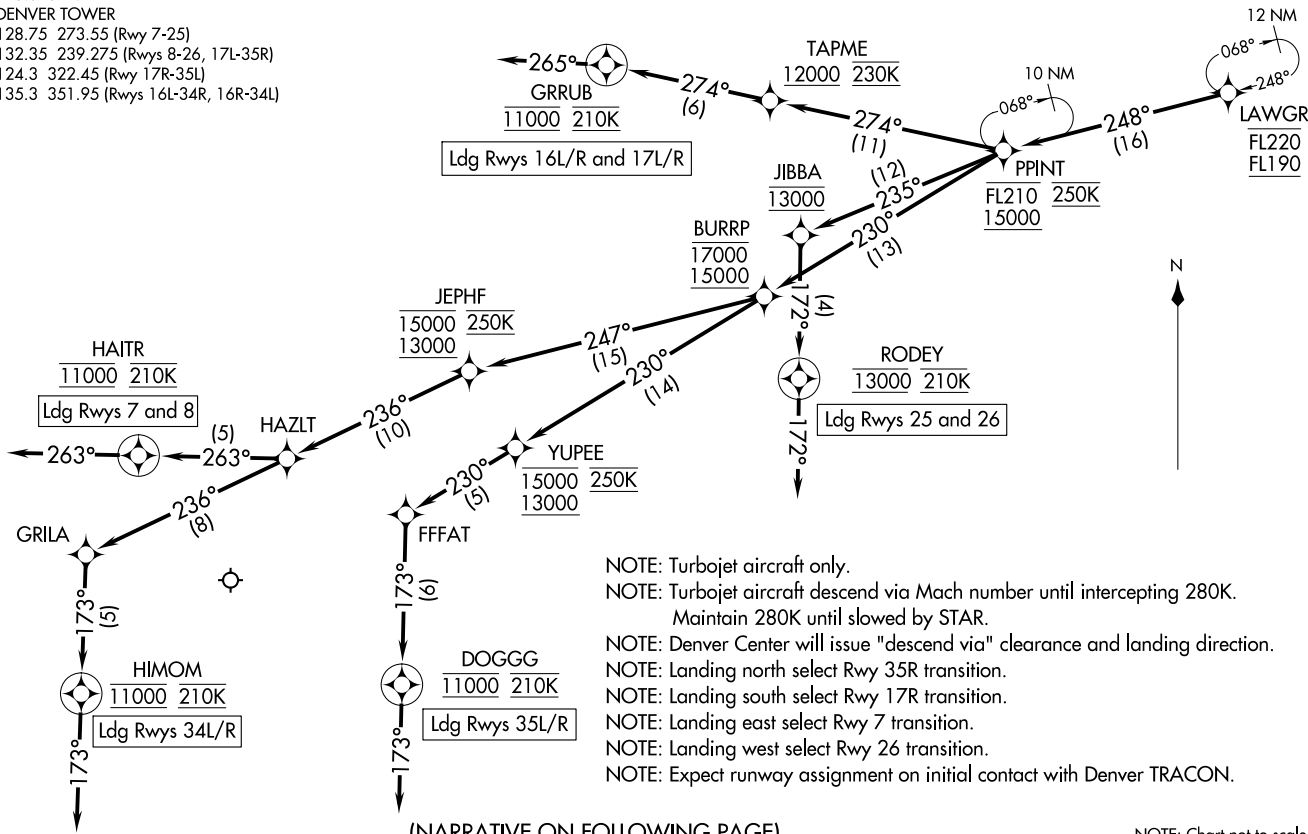 DENVER TOWER
128.75 273.55 (Rwy 7-25)
132.35 239.275 (Rwys 8-26, 17L-35R)
124.3 322.45 (Rwy 17R-35L)
135.3 351.95 (Rwys 16L-34R, 16R-34L)
12 NM
068°
248°
LAWGR
FL220
FL190
248°
(16)
10 NM
068°
PPINT
FL210 250K
15000
TAPME
12000 230K
274°
(11)
274°
(6)
265°
GRRUB
11000 210K
Ldg Rwys 16L/R and 17L/R
(12)
235°
JIBBA
13000
230°
(13)
BURRP
17000
15000
172°
(4)
RODEY
13000 210K
Ldg Rwys 25 and 26
172°
N
JEPHF
15000 250K
13000
247°
(15)
230°
(14)
HAITR
11000 210K
Ldg Rwys 7 and 8
HAZLT
236°
(10)
(5)
263°
263°
YUPEE
15000 250K
13000
230°
(5)
236°
(8)
GRILA
FFFAT
173°
(5)
173°
(6)
HIMOM
11000 210K
Ldg Rwys 34L/R
173°
DOGGG
11000 210K
Ldg Rwys 35L/R
173°
NOTE: Turbojet aircraft only.
NOTE: Turbojet aircraft descend via Mach number until intercepting 280K.
Maintain 280K until slowed by STAR.
NOTE: Denver Center will issue "descend via" clearance and landing direction.
NOTE: Landing north select Rwy 35R transition.
NOTE: Landing south select Rwy 17R transition.
NOTE: Landing east select Rwy 7 transition.
NOTE: Landing west select Rwy 26 transition.
NOTE: Expect runway assignment on initial contact with Denver TRACON.
(NARRATIVE ON FOLLOWING PAGE)
NOTE: Chart not to scale